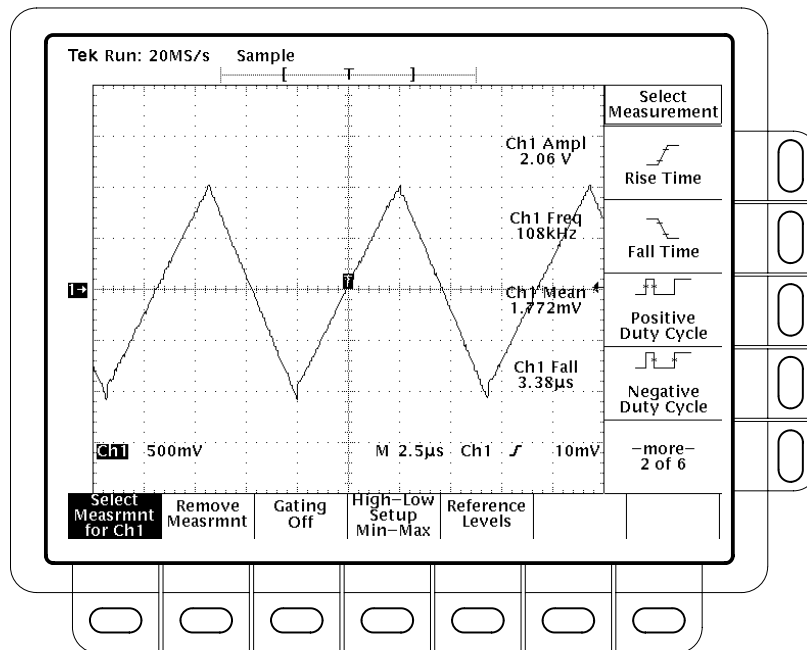 Tek Run: 20MS/s Sample
[ T ]
Select
Measurement
Ch1 Ampl
2.06 V
Rise Time
Ch1 Freq
108kHz
Fall Time
T
1→
Ch1 Mean
1.772mV
Positive
Duty Cycle
Ch1 Fall
3.38µs
Negative
Duty Cycle
Ch1 500mV M 2.5µs Ch1 10mV
−more−
2 of 6
Select
Measrmnt
for Ch1
Remove
Measrmnt
Gating
Off
High−Low
Setup
Min−Max
Reference
Levels